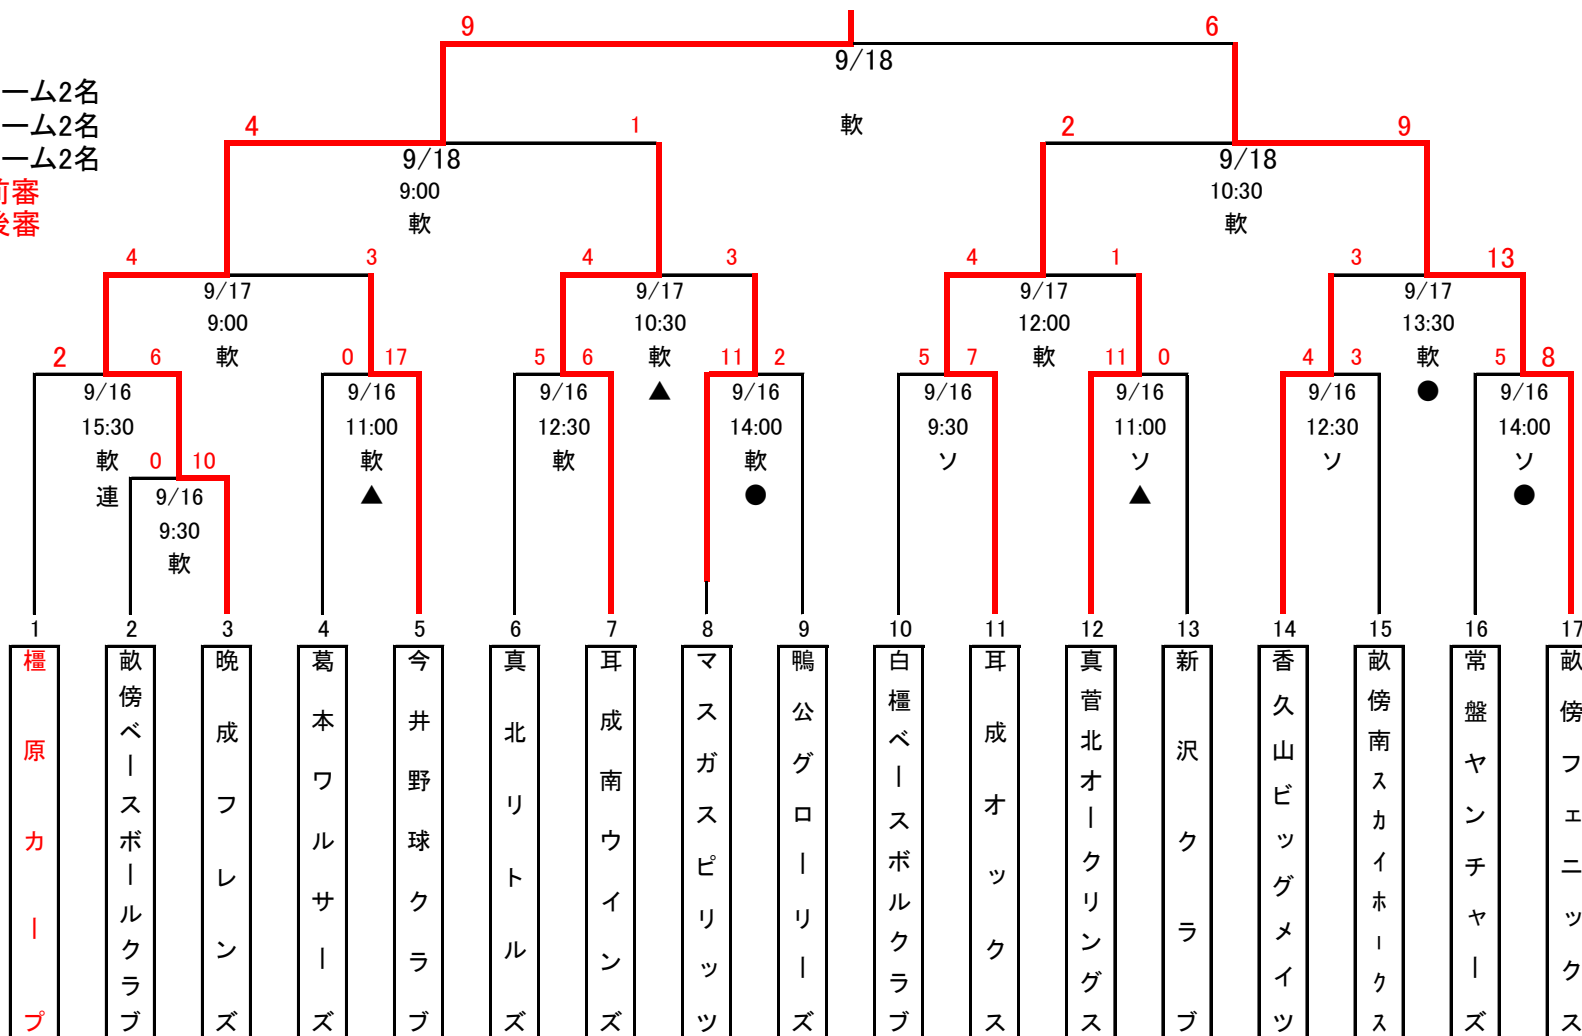 9 6
9/18
ーム2名
ーム2名 4 1 軟 2 9
ーム2名 9/18 9/18
前審 9:00 10:30
後審 軟 軟
4 3 4 3 4 1 3 13
9/17 9/17 9/17 9/17
9:00 10:30 12:00 13:30
2 6 軟 0 17 5 6 軟 11 2 5 7 軟 11 0 4 3 軟 5 8
9/16 9/16 9/16 ▲ 9/16 9/16 9/16 9/16 ● 9/16
15:30 11:00 12:30 14:00 9:30 11:00 12:30 14:00
軟 0 10 軟 軟 軟 ソ ソ ソ ソ
連 9/16 ▲ ● ▲ ●
9:30
軟
1 2 3 4 5 6 7 8 9 10 11 12 13 14 15 16 17
橿原カープ
畝傍ベースボールクラブ
晩成フレンズ
葛本ワルサーズ
今井野球クラブ
真北リトルズ
耳成南ウインズ
マスガスピリッツ
鴨公グローリーズ
白橿ベースボルクラブ
耳成オックス
真菅北オークリングス
新沢クラブ
香久山ビッグメイツ
畝傍南スカイホークス
常盤ヤンチャーズ
畝傍フェニックス